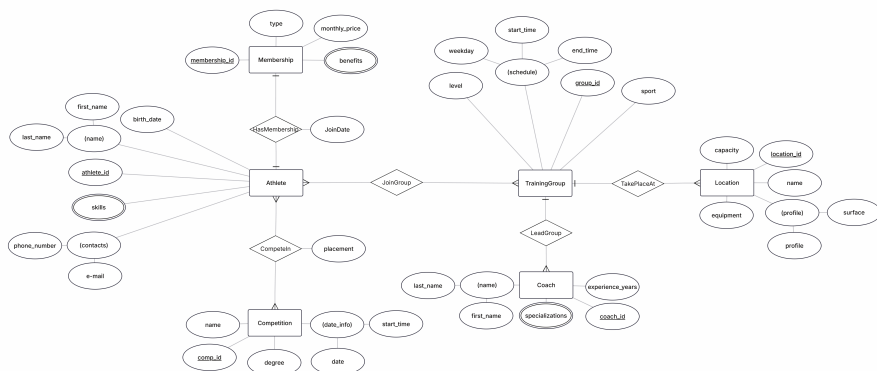 type
monthly_price
membership_id
Membership
benefits
HasMembership
JoinDate
first_name
birth_date
last_name
(name)
athlete_id
Athlete
skills
phone_number
(contacts)
e-mail
JoinGroup
CompeteIn
placement
name
Competition
(date_info)
start_time
comp_id
degree
date
start_time
weekday
end_time
(schedule)
level
group_id
sport
TrainingGroup
TakePlaceAt
capacity
location_id
Location
name
equipment
(profile)
surface
profile
LeadGroup
last_name
(name)
Coach
experience_years
first_name
specializations
coach_id